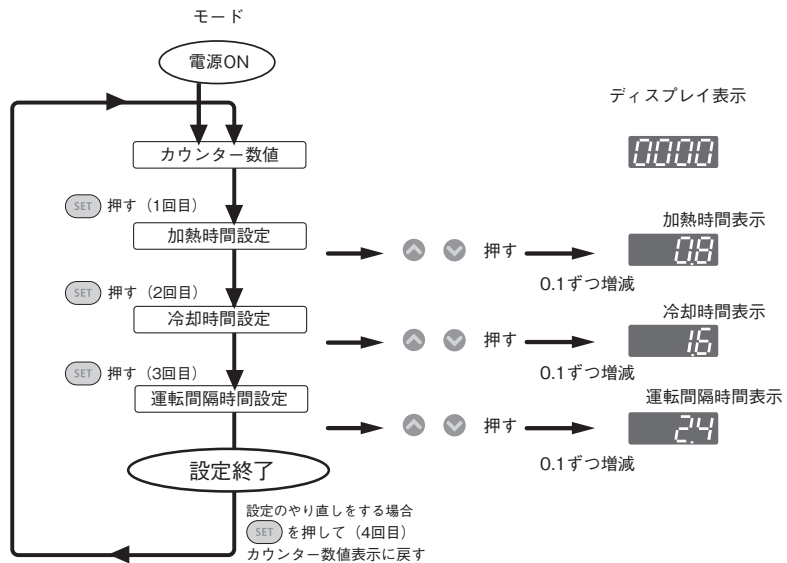 モード
電源ON
ディスプレイ表示
カウンター数値
0000
SET 押す（1回目）
加熱時間設定
押す
加熱時間表示
0.8
0.1ずつ増減
SET 押す（2回目）
冷却時間設定
押す
冷却時間表示
1.6
0.1ずつ増減
SET 押す（3回目）
運転間隔時間設定
押す
運転間隔時間表示
2.4
0.1ずつ増減
設定終了
設定のやり直しをする場合
SET を押して（4回目）
カウンター数値表示に戻す